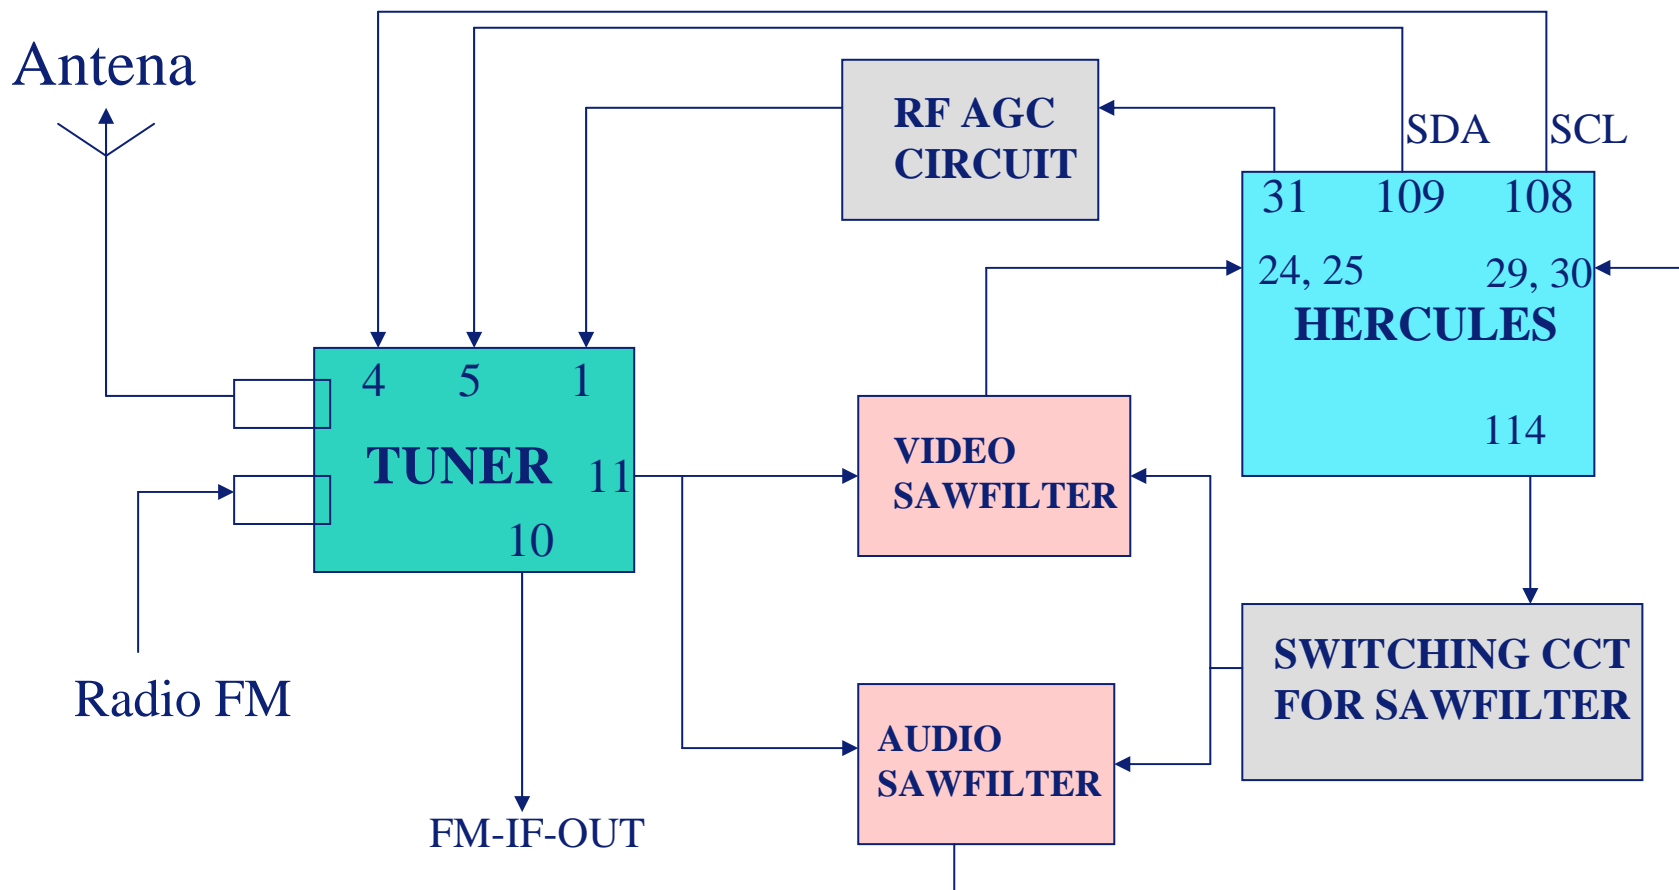 Antena
RF AGC
CIRCUIT
SDA
SCL
31 109 108
24, 25 29, 30
HERCULES
114
4 5 1
TUNER
11
10
VIDEO
SAWFILTER
Radio FM
SWITCHING CCT
FOR SAWFILTER
AUDIO
SAWFILTER
FM-IF-OUT